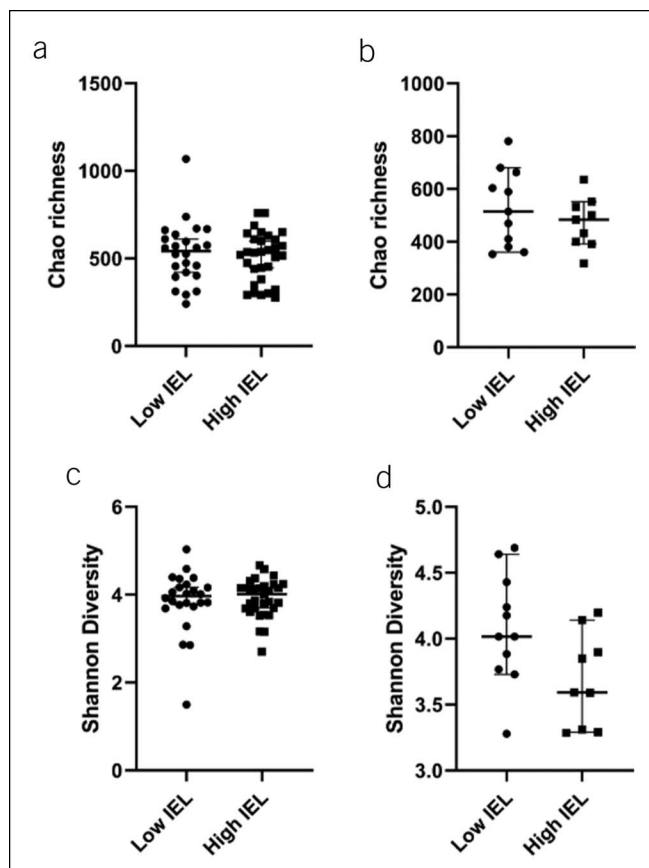 a
Chao richness
1500
1000
500
0
Low IEL
High IEL
b
Chao richness
1000
800
600
400
200
0
Low IEL
High IEL
c
Shannon Diversity
6
4
2
0
Low IEL
High IEL
d
Shannon Diversity
5.0
4.5
4.0
3.5
3.0
Low IEL
High IEL